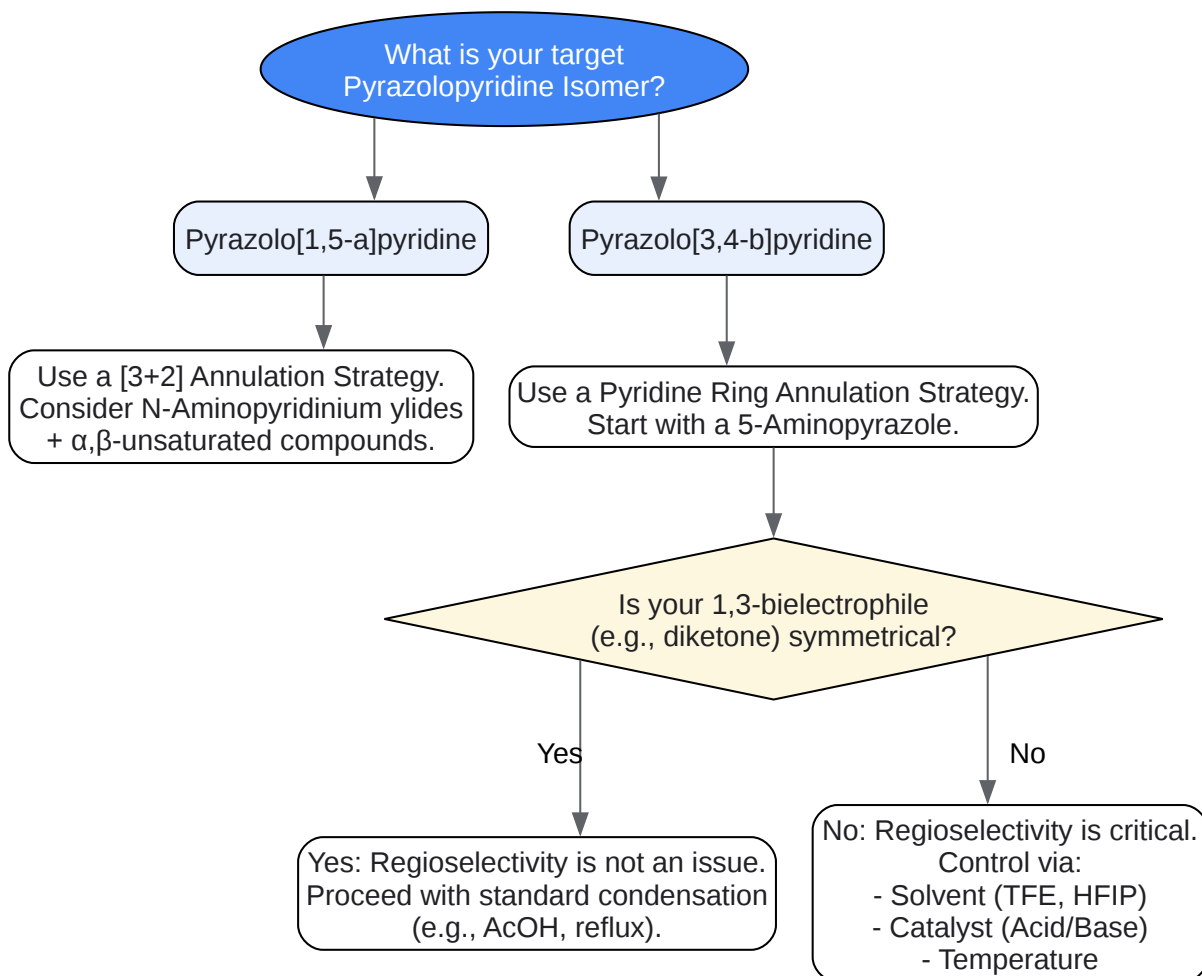 What is your target
Pyrazolopyridine Isomer?
Pyrazolo[1,5-a]pyridine
Pyrazolo[3,4-b]pyridine
Use a [3+2] Annulation Strategy.
Consider N-Aminopyridinium ylides
+ α,β-unsaturated compounds.
Use a Pyridine Ring Annulation Strategy.
Start with a 5-Aminopyrazole.
Is your 1,3-bielectrophile
(e.g., diketone) symmetrical?
Yes
No
Yes: Regioselectivity is not an issue.
Proceed with standard condensation
(e.g., AcOH, reflux).
No: Regioselectivity is critical.
Control via:
- Solvent (TFE, HFIP)
- Catalyst (Acid/Base)
- Temperature